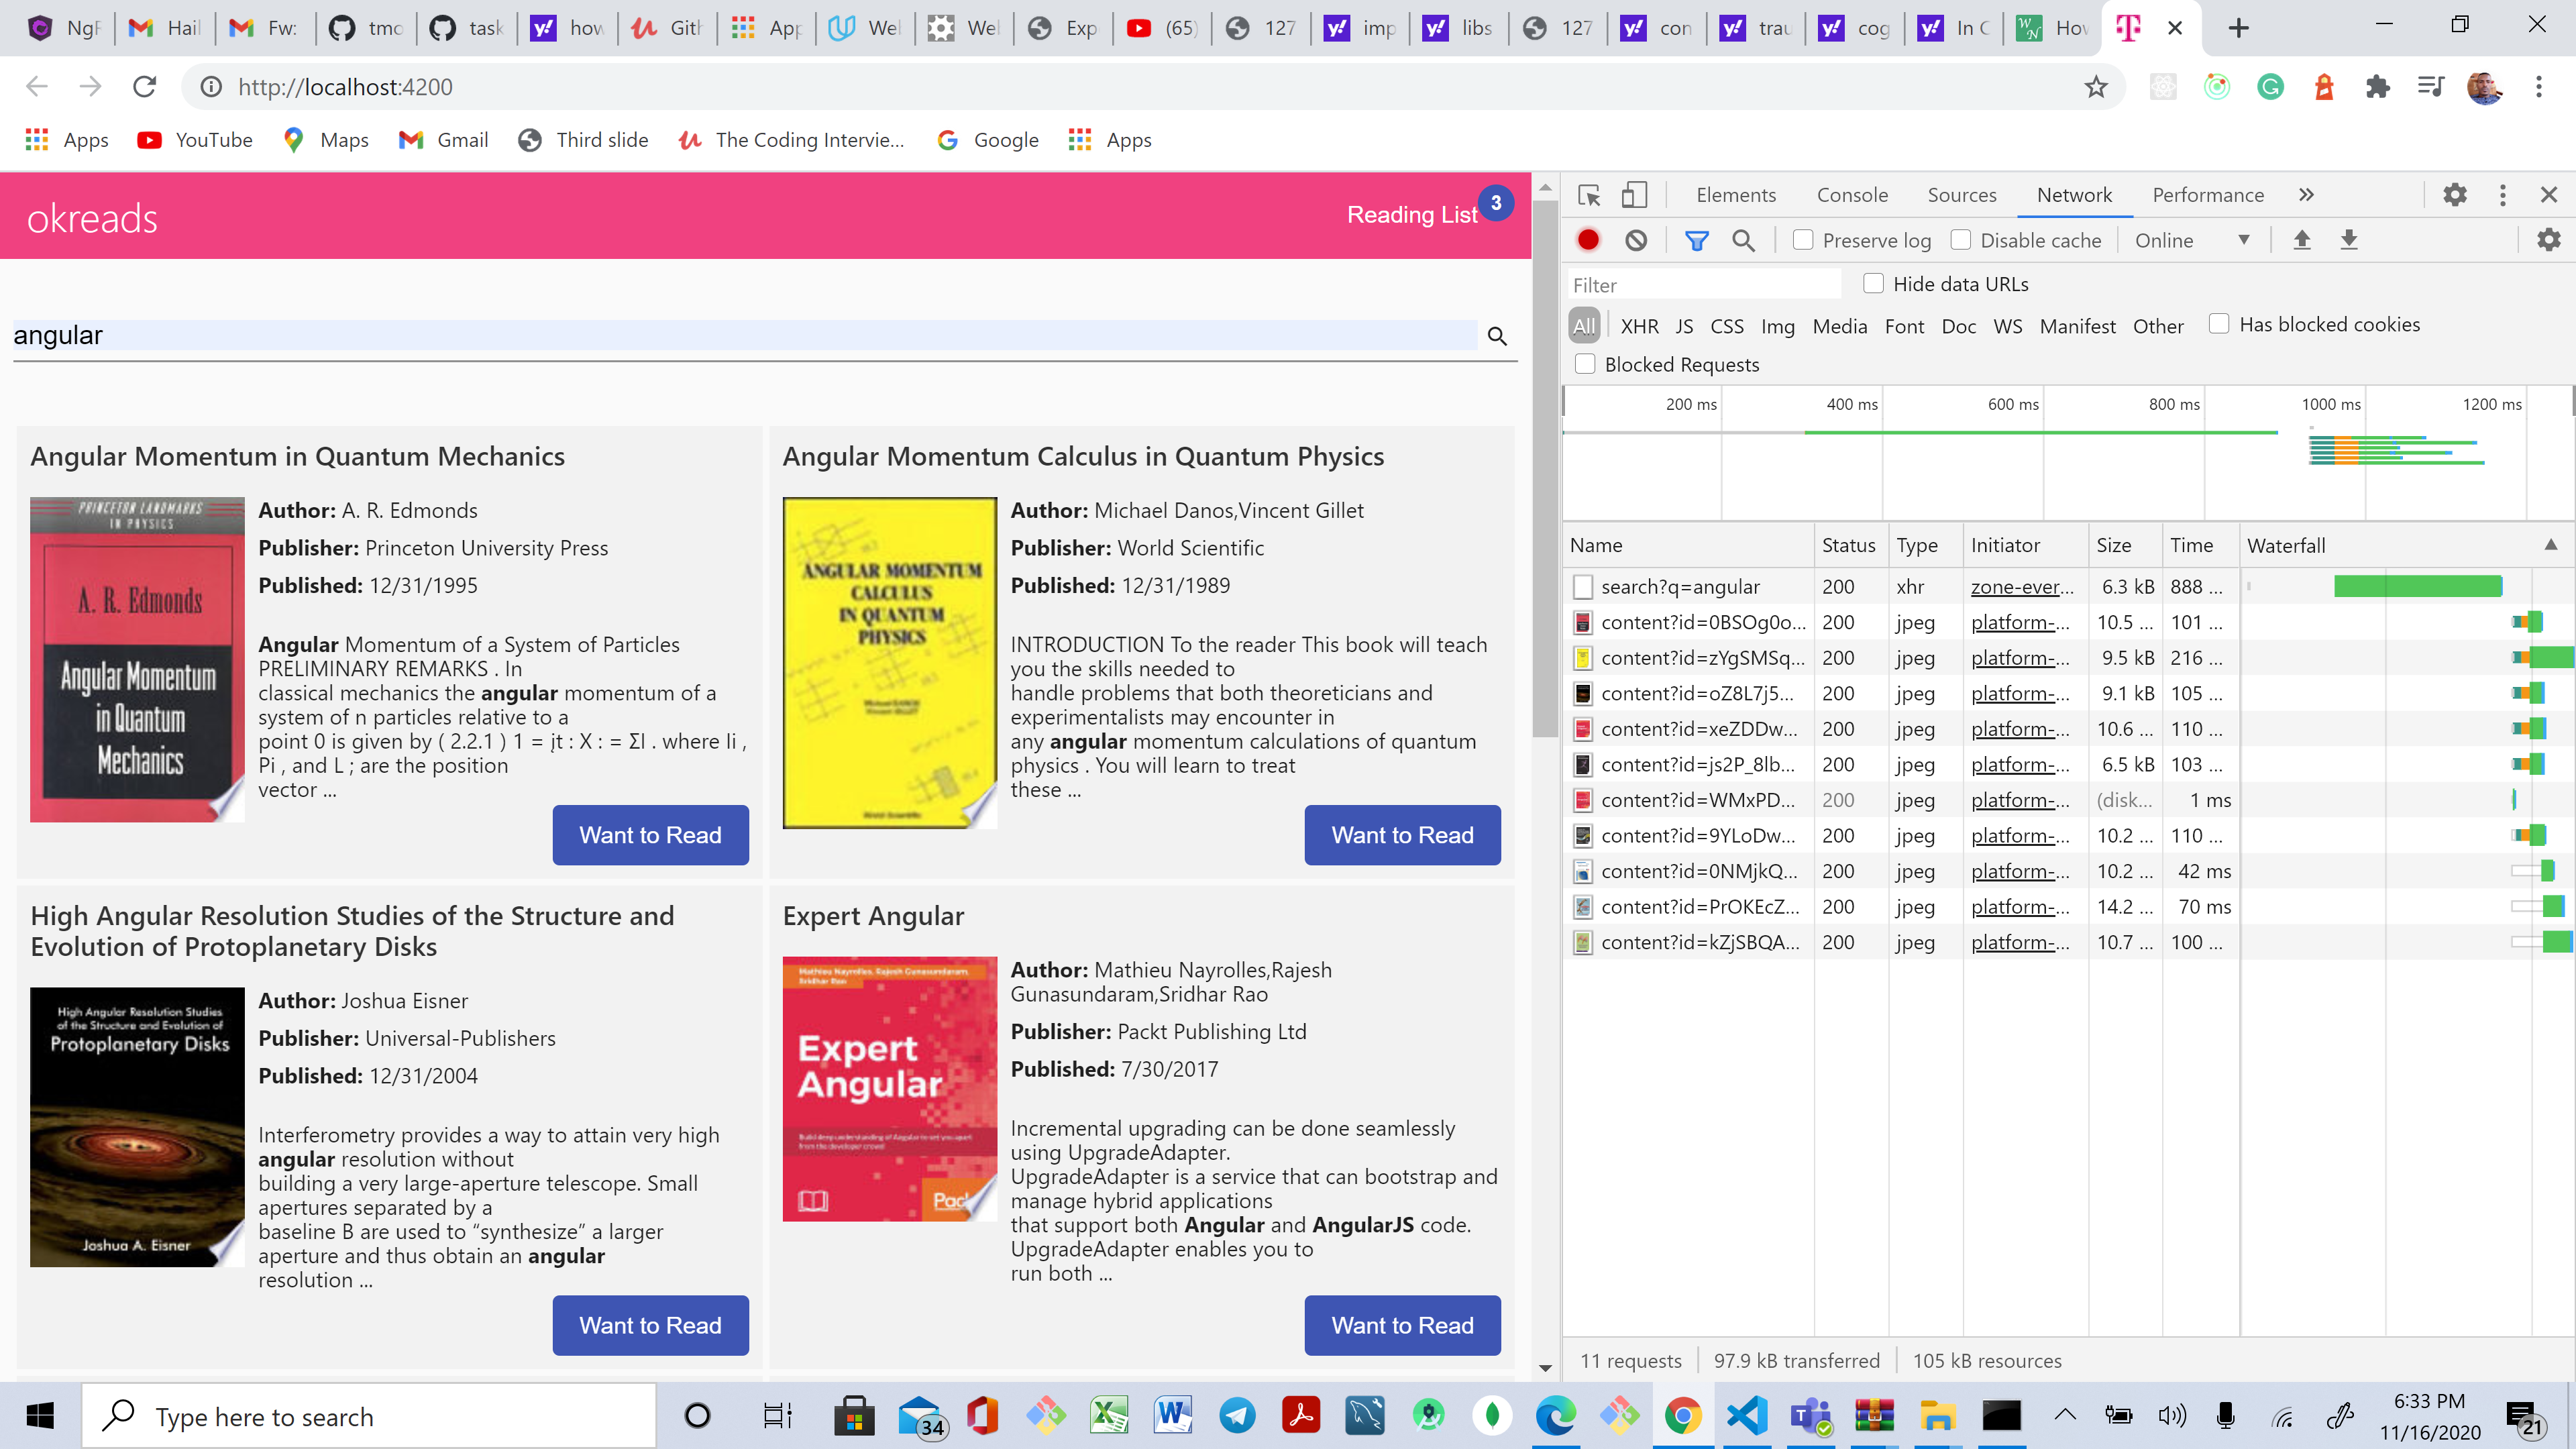 NgF
Hail
Fw:
tmo
task
how
Gith
App
Wel
Wel
Exp
(65)
127
imp
libs
127
con
trau
cog
In C
How
http://localhost:4200
Apps
YouTube
Maps
Gmail
Third slide
The Coding Intervie...
Google
Apps
okreads
Reading List
3
angular
Angular Momentum in Quantum Mechanics
PRINCETON LANDMARKS
IN PHYSICS
A. R. Edmonds
Angular Momentum
in Quantum
Mechanics
Author: A. R. Edmonds
Publisher: Princeton University Press
Published: 12/31/1995
Angular Momentum of a System of Particles
PRELIMINARY REMARKS . In
classical mechanics the angular momentum of a
system of n particles relative to a
point 0 is given by ( 2.2.1 ) 1 = įt : X : = Σl . where li ,
Pi , and L ; are the position
vector ...
Want to Read
Angular Momentum Calculus in Quantum Physics
ANGULAR MOMENTUM
CALCULUS
IN QUANTUM
PHYSICS
World Scientific
Author: Michael Danos,Vincent Gillet
Publisher: World Scientific
Published: 12/31/1989
INTRODUCTION To the reader This book will teach
you the skills needed to
handle problems that both theoreticians and
experimentalists may encounter in
any angular momentum calculations of quantum
physics . You will learn to treat
these ...
Want to Read
High Angular Resolution Studies of the Structure and
Evolution of Protoplanetary Disks
High Angular Resolution Studies
of the Structure and Evolution of
Protoplanetary Disks
Joshua A. Eisner
Author: Joshua Eisner
Publisher: Universal-Publishers
Published: 12/31/2004
Interferometry provides a way to attain very high
angular resolution without
building a very large-aperture telescope. Small
apertures separated by a
baseline B are used to “synthesize” a larger
aperture and thus obtain an angular
resolution ...
Want to Read
Expert Angular
Mathieu Nayrolles, Rajesh Gunasundaram,
Sridhar Rao
Expert
Angular
Build deep understanding of Angular to set you apart
from the developer crowd
Pack
Author: Mathieu Nayrolles,Rajesh
Gunasundaram,Sridhar Rao
Publisher: Packt Publishing Ltd
Published: 7/30/2017
Incremental upgrading can be done seamlessly
using UpgradeAdapter.
UpgradeAdapter is a service that can bootstrap and
manage hybrid applications
that support both Angular and AngularJS code.
UpgradeAdapter enables you to
run both ...
Want to Read
Elements
Console
Sources
Network
Performance
Preserve log
Disable cache
Online
Filter
Hide data URLs
All
XHR JS CSS Img Media Font Doc WS Manifest Other
Has blocked cookies
Blocked Requests
200 ms
400 ms
600 ms
800 ms
1000 ms
1200 ms
Name Status Type Initiator Size Time Waterfall
search?q=angular 200 xhr zone-ever... 6.3 kB 888 ...
content?id=0BSOg0o... 200 jpeg platform-... 10.5 ... 101 ...
content?id=zYgSMSq... 200 jpeg platform-... 9.5 kB 216 ...
content?id=oZ8L7j5... 200 jpeg platform-... 9.1 kB 105 ...
content?id=xeZDDw... 200 jpeg platform-... 10.6 ... 110 ...
content?id=js2P_8lb... 200 jpeg platform-... 6.5 kB 103 ...
content?id=WMxPD... 200 jpeg platform-... (disk... 1 ms
content?id=9YLoDw... 200 jpeg platform-... 10.2 ... 110 ...
content?id=0NMjkQ... 200 jpeg platform-... 10.2 ... 42 ms
content?id=PrOKEcZ... 200 jpeg platform-... 14.2 ... 70 ms
content?id=kZjSBQA... 200 jpeg platform-... 10.7 ... 100 ...
11 requests
97.9 kB transferred
105 kB resources
Type here to search
34
6:33 PM
11/16/2020
21